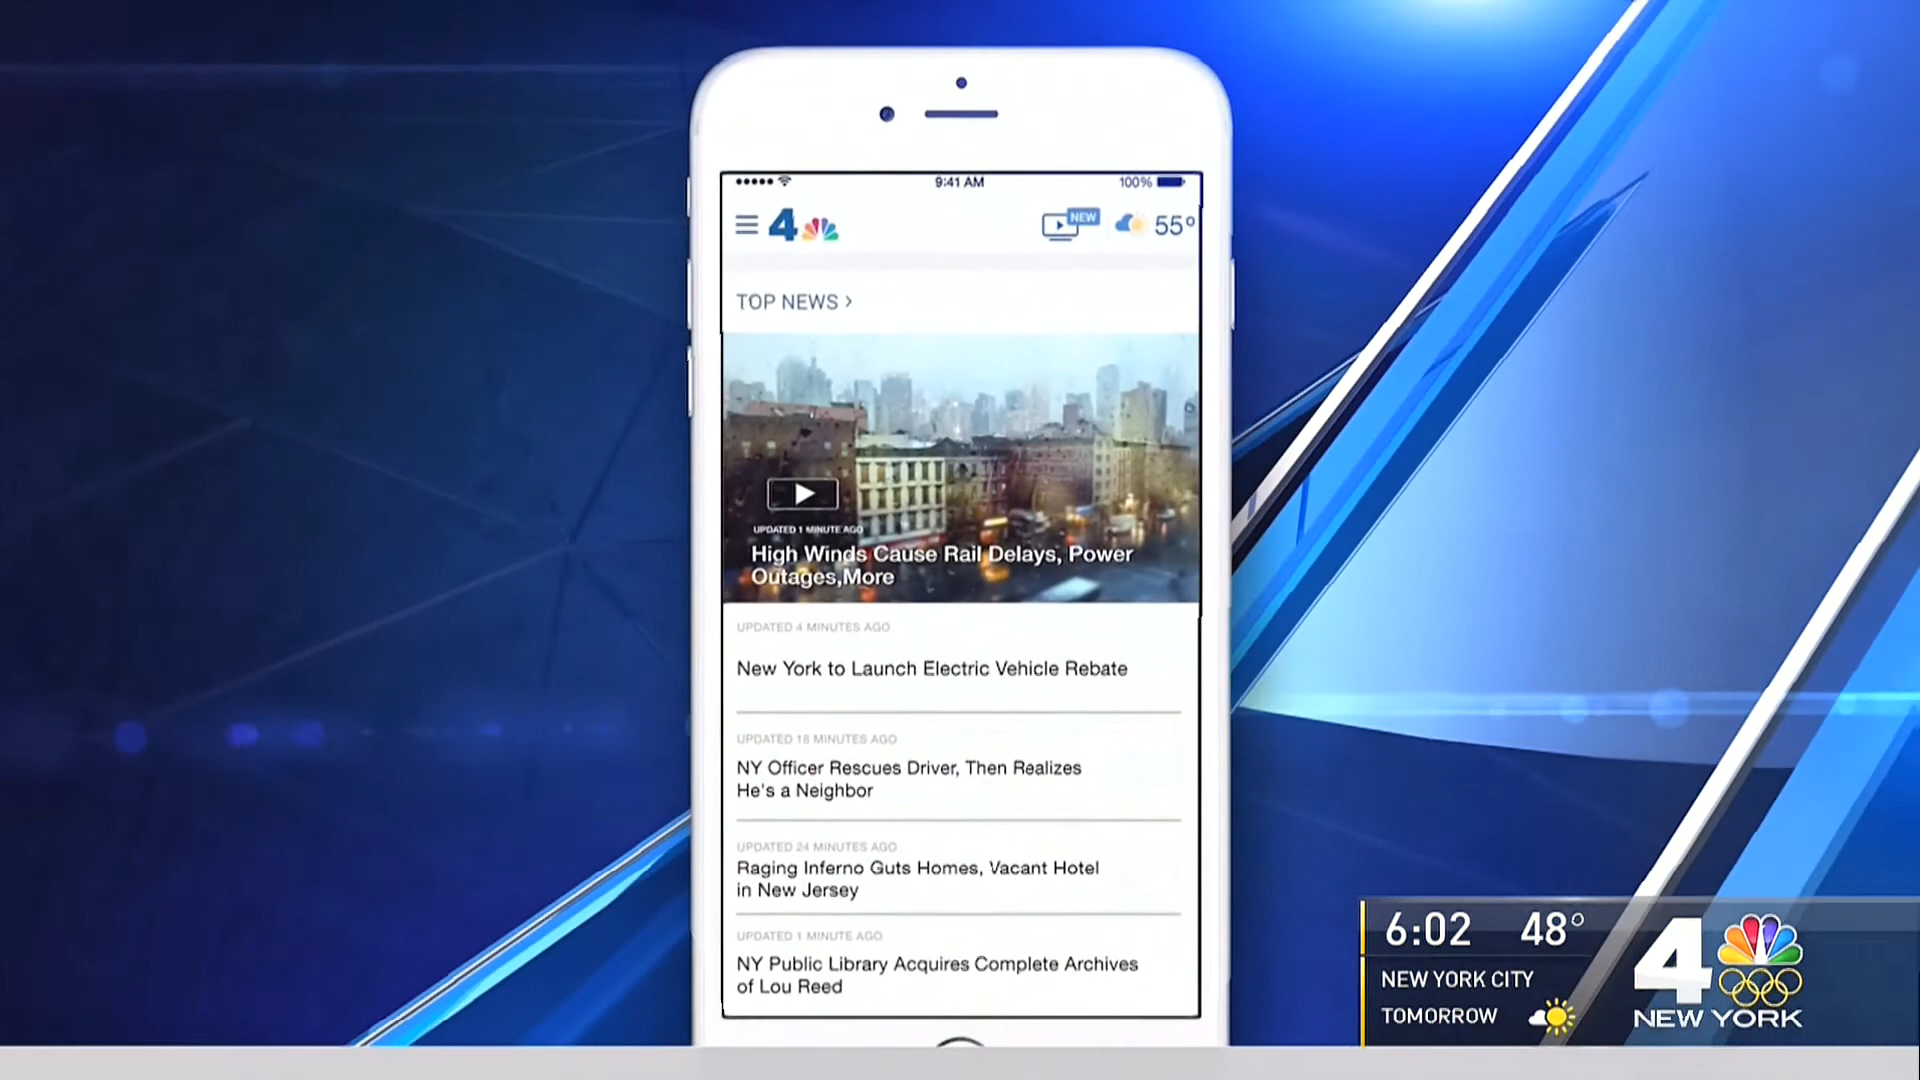 9:41 AM
100%
4
NEW
55°
TOP NEWS >
UPDATED 1 MINUTE AGO
High Winds Cause Rail Delays, Power
Outages,More
UPDATED 4 MINUTES AGO
New York to Launch Electric Vehicle Rebate
UPDATED 16 MINUTES AGO
NY Officer Rescues Driver, Then Realizes
He's a Neighbor
UPDATED 24 MINUTES AGO
Raging Inferno Guts Homes, Vacant Hotel
in New Jersey
UPDATED 1 MINUTE AGO
NY Public Library Acquires Complete Archives
of Lou Reed
6:02 48°
NEW YORK CITY
TOMORROW
4
NEW YORK